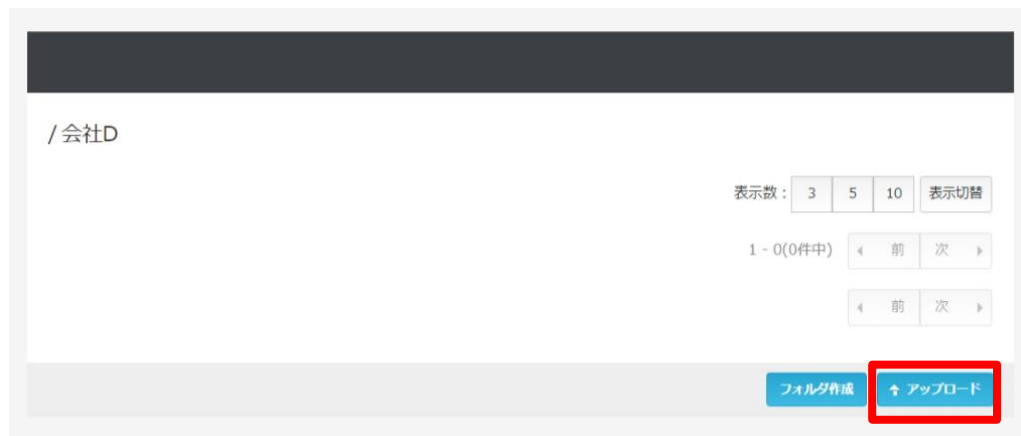 / 会社D
表示数： 3 5 10 表示切替
1 - 0(0件中) 前 次
前 次
フォルダ作成 アップロード